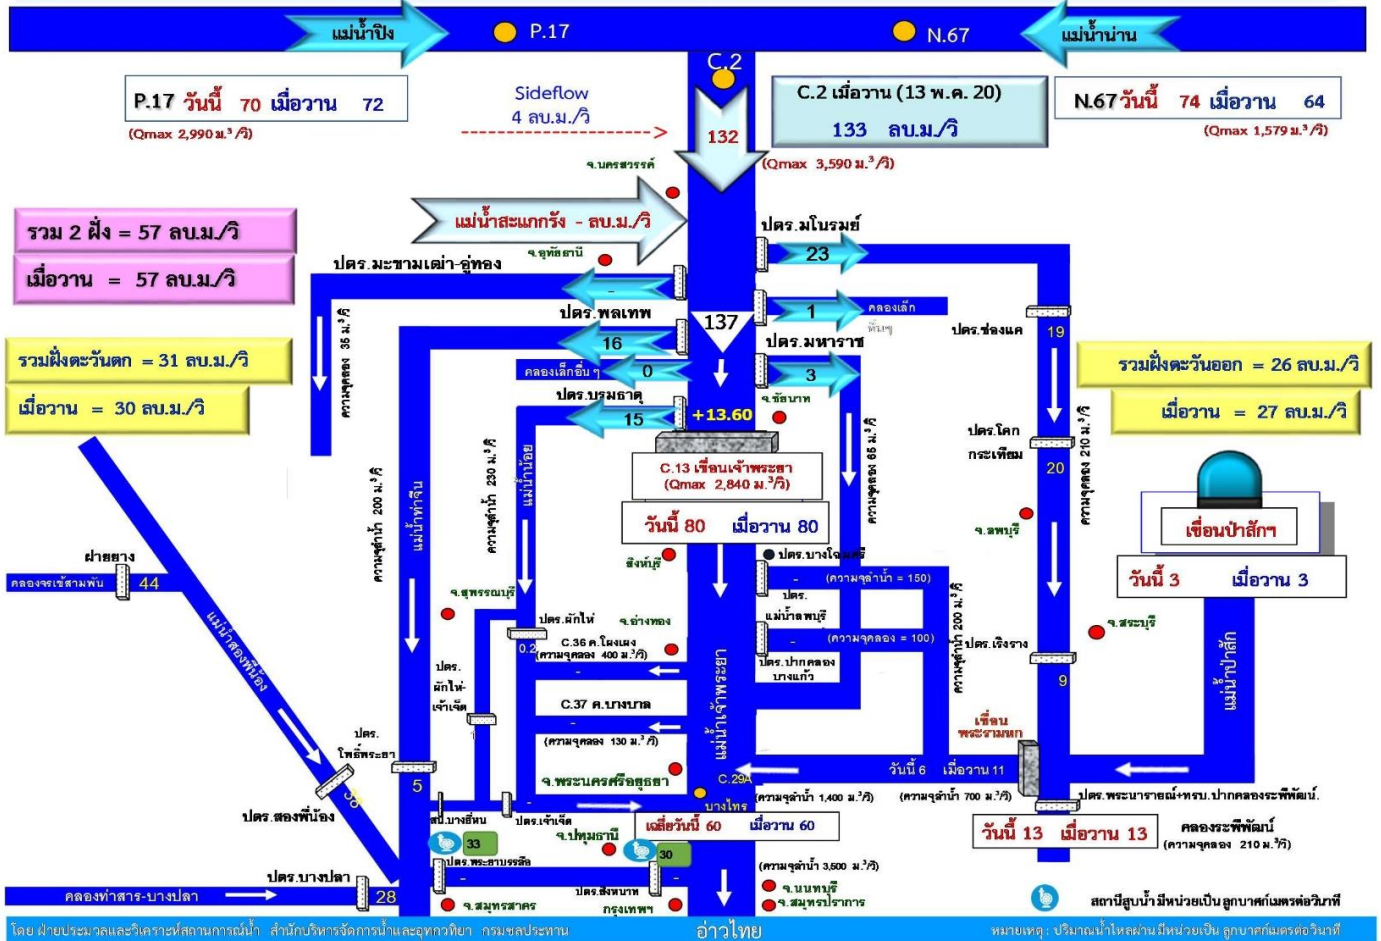 แม่น้ำปิง
P.17
N.67
แม่น้ำน่าน
C.2
P.17 วันนี้ 70 เมื่อวาน 72
(Qmax 2,990 ม.³/วิ)
Sideflow
4 ลบ.ม./วิ
132
C.2 เมื่อวาน (13 พ.ค. 20)
133 ลบ.ม./วิ
(Qmax 3,590 ม.³/วิ)
N.67 วันนี้ 74 เมื่อวาน 64
(Qmax 1,579 ม.³/วิ)
จ.นครสวรรค์
แม่น้ำสะแกกรัง - ลบ.ม./วิ
รวม 2 ฝั่ง = 57 ลบ.ม./วิ
เมื่อวาน = 57 ลบ.ม./วิ
จ.อุทัยธานี
ปตร.มะขามเฒ่า-อู่ทอง
-
ปตร.มโนรมย์
23
ปตร.พลเทพ
16
137
1
คลองเล็ก
อื่นๆ
ปตร.มหาราช
3
คลองเล็กอื่นๆ
0
ปตร.บรมธาตุ
15
+13.60
จ.ชัยนาท
ความจุคลอง 35 ม.³/วิ
รวมฝั่งตะวันตก = 31 ลบ.ม./วิ
เมื่อวาน = 30 ลบ.ม./วิ
ปตร.ช่องแค
19
รวมฝั่งตะวันออก = 26 ลบ.ม./วิ
เมื่อวาน = 27 ลบ.ม./วิ
C.13 เขื่อนเจ้าพระยา
(Qmax 2,840 ม.³/วิ)
วันนี้ 80 เมื่อวาน 80
ความจุลำน้ำ 200 ม.³/วิ
แม่น้ำท่าจีน
ความจุลำน้ำ 230 ม.³/วิ
แม่น้ำน้อย
ความจุคลอง 65 ม.³/วิ
ปตร.โคก
กระเทียม
20
ความจุคลอง 210 ม.³/วิ
จ.ลพบุรี
เขื่อนป่าสักฯ
วันนี้ 3 เมื่อวาน 3
ฝายยาง
คลองจรเข้สามพัน
44
แม่น้ำสองพี่น้อง
จ.สุพรรณบุรี
สิงห์บุรี
ปตร.บางโฉมศรี
-
(ความจุลำน้ำ = 150)
ปตร.
แม่น้ำลพบุรี
-
(ความจุคลอง = 100)
ปตร.ปากคลอง
บางแก้ว
ความจุลำน้ำ 200 ม.³/วิ
ปตร.เริงราง
9
จ.สระบุรี
แม่น้ำป่าสัก
ปตร.ผักไห่
0.2
จ.อ่างทอง
C.36 ค.โผงเผง
(ความจุคลอง 400 ม.³/วิ)
-
ปตร.
ผักไห่-
เจ้าเจ็ด
-
C.37 ค.บางบาล
-
(ความจุคลอง 130 ม.³/วิ)
แม่น้ำเจ้าพระยา
เขื่อน
พระรามหก
วันนี้ 6 เมื่อวาน 11
ปตร.
โพธิ์พระยา
5
38
ปตร.สองพี่น้อง
จ.พระนครศรีอยุธยา
C.29A
บางไทร
(ความจุลำน้ำ 1,400 ม.³/วิ)
(ความจุลำน้ำ 700 ม.³/วิ)
ปตร.พระนารายณ์+ทรบ.ปากคลองระพีพัฒน์.
สน.บางยี่หน
ปตร.เจ้าเจ็ด
-
เฉลี่ยวันนี้ 60 เมื่อวาน 60
วันนี้ 13 เมื่อวาน 13
คลองระพีพัฒน์
(ความจุคลอง 210 ม.³/วิ)
33
จ.ปทุมธานี
30
ปตร.พระยาบรรลือ
-
ปตร.สิงหนาท
-
(ความจุลำน้ำ 3,500 ม.³/วิ)
ปตร.บางปลา
28
คลองท่าสาร-บางปลา
จ.สมุทรสาคร
กรุงเทพฯ
จ.นนทบุรี
จ.สมุทรปราการ
สถานีสูบน้ำ มีหน่วยเป็น ลูกบาศก์เมตรต่อวินาที
โดย ฝ่ายประมวลและวิเคราะห์สถานการณ์น้ำ สำนักบริหารจัดการน้ำและอุทกวิทยา กรมชลประทาน
อ่าวไทย
หมายเหตุ : ปริมาณน้ำไหลผ่าน มีหน่วยเป็น ลูกบาศก์เมตรต่อวินาที